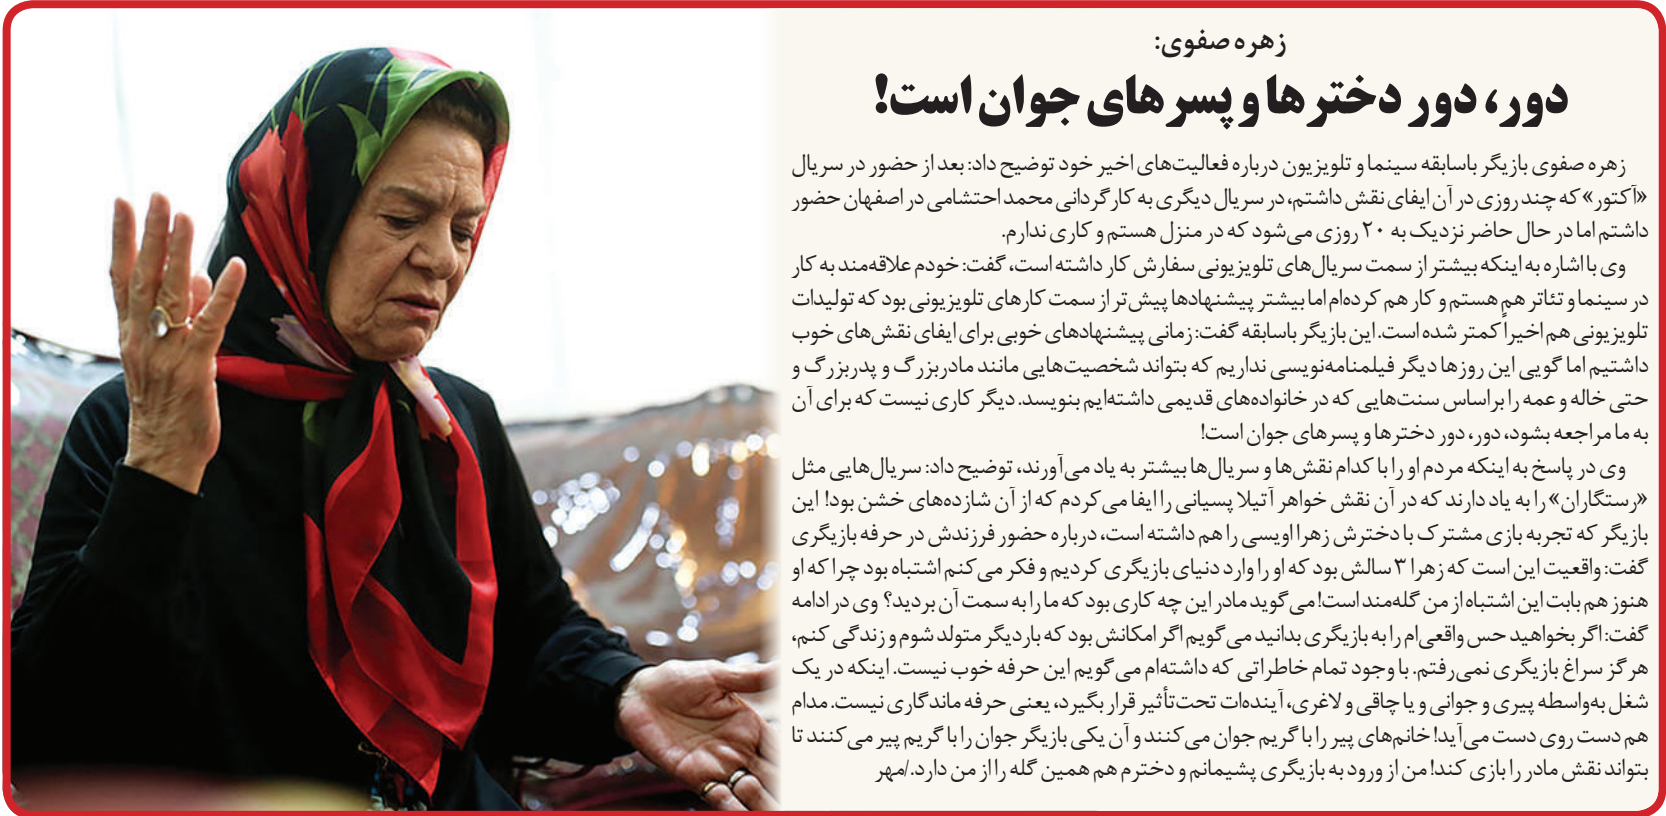 زهره صفوی:
دور، دور دخترها و پسرهای جوان است!
زهره صفوی بازیگر باسابقه سینما و تلویزیون درباره فعالیت‌های اخیر خود توضیح داد: بعد از حضور در سریال
«آکتور» که چند روزی در آن ایفای نقش داشتم، در سریال دیگری به کارگردانی محمد احتشامی در اصفهان حضور
داشتم اما در حال حاضر نزدیک به ۲۰ روزی می‌شود که در منزل هستم و کاری ندارم.
وی با اشاره به اینکه بیشتر از سمت سریال‌های تلویزیونی سفارش کار داشته است، گفت: خودم علاقه‌مند به کار
در سینما و تئاتر هم هستم و کار هم کرده‌ام اما بیشتر پیشنهادها پیش‌تر از سمت کارهای تلویزیونی بود که تولیدات
تلویزیونی هم اخیراً کمتر شده است. این بازیگر باسابقه گفت: زمانی پیشنهادهای خوبی برای ایفای نقش‌های خوب
داشتیم اما گویی این روزها دیگر فیلمنامه‌نویسی نداریم که بتواند شخصیت‌هایی مانند مادربزرگ و پدربزرگ و
حتی خاله و عمه را براساس سنت‌هایی که در خانواده‌های قدیمی داشته‌ایم بنویسد. دیگر کاری نیست که برای آن
به ما مراجعه بشود، دور، دور دخترها و پسرهای جوان است!
وی در پاسخ به اینکه مردم او را با کدام نقش‌ها و سریال‌ها بیشتر به یاد می‌آورند، توضیح داد: سریال‌هایی مثل
«رستگاران» را به یاد دارند که در آن نقش خواهر آتیلا پسیانی را ایفا می‌کردم که از آن شازده‌های خشن بود! این
بازیگر که تجربه بازی مشترک با دخترش زهرا اویسی را هم داشته است، درباره حضور فرزندش در حرفه بازیگری
گفت: واقعیت این است که زهرا ۳ سالش بود که او را وارد دنیای بازیگری کردیم و فکر می‌کنم اشتباه بود چرا که او
هنوز هم بابت این اشتباه از من گله‌مند است! می‌گوید مادر این چه کاری بود که ما را به سمت آن بردید؟ وی در ادامه
گفت: اگر بخواهید حس واقعی‌ام را به بازیگری بدانید می‌گویم اگر امکانش بود که بار دیگر متولد شوم و زندگی کنم،
هرگز سراغ بازیگری نمی‌رفتم. با وجود تمام خاطراتی که داشته‌ام می‌گویم این حرفه خوب نیست. اینکه در یک
شغل به‌واسطه پیری و جوانی و یا چاقی و لاغری، آینده‌ات تحت‌تأثیر قرار بگیرد، یعنی حرفه ماندگاری نیست. مدام
هم دست روی دست می‌آید! خانم‌های پیر را با گریم جوان می‌کنند و آن یکی بازیگر جوان را با گریم پیر می‌کنند تا
بتواند نقش مادر را بازی کند! من از ورود به بازیگری پشیمانم و دخترم هم همین گله را از من دارد./مهر